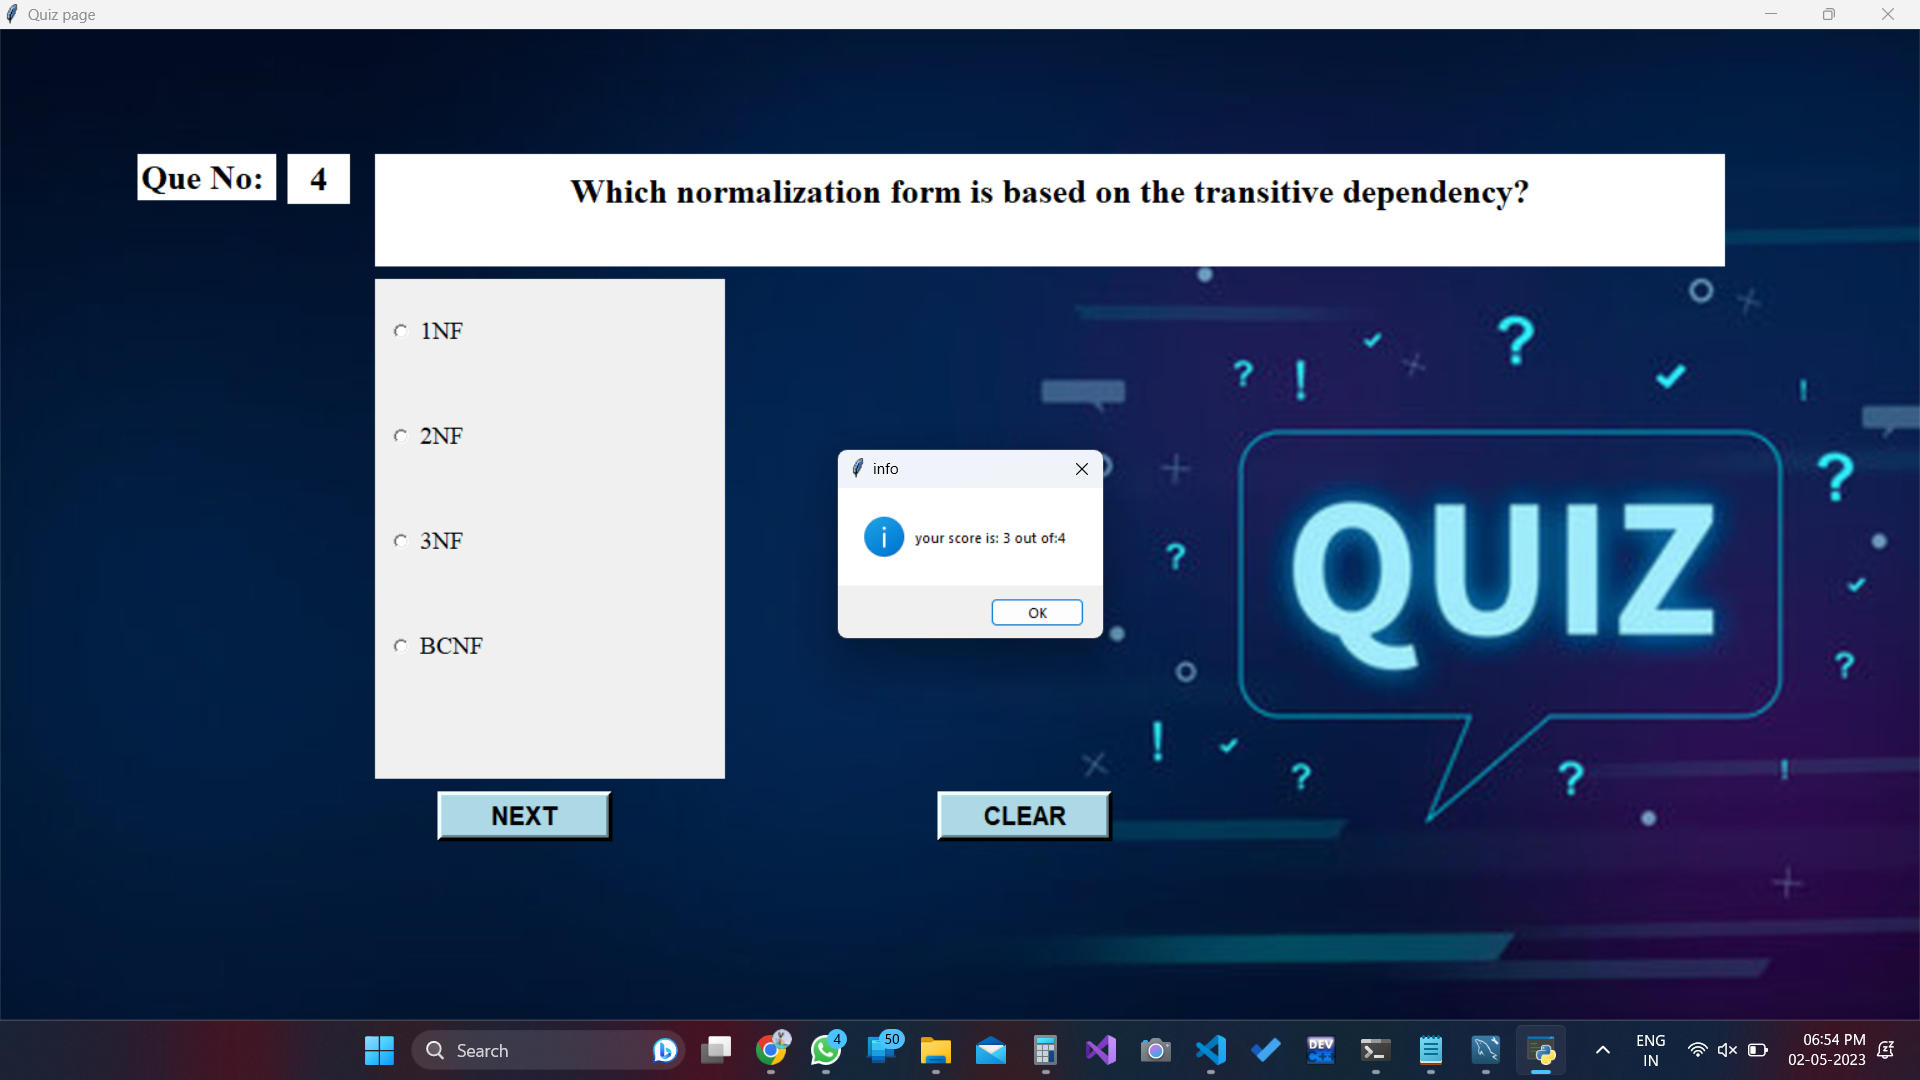 Quiz page
Que No:
4
Which normalization form is based on the transitive dependency?
1NF
2NF
3NF
BCNF
info
your score is: 3 out of:4
OK
QUIZ
NEXT
CLEAR
Search
4
50
DEV
ENG
IN
06:54 PM
02-05-2023